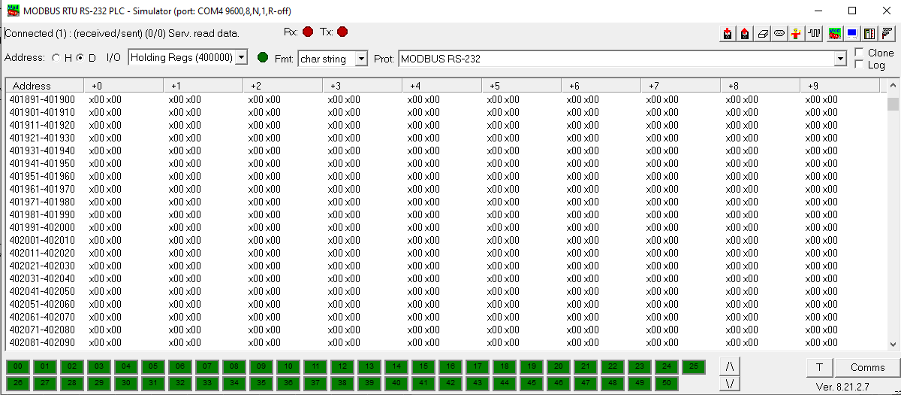 MODBUS RTU RS-232 PLC - Simulator (port: COM4 9600,8,N,1,R-off)
Connected (1) : (received/sent) (0/0) Serv. read data. Rx: Tx:
Address: H D I/O Holding Regs (400000) Fmt: char string Prot: MODBUS RS-232 Clone
Log
Address +0 +1 +2 +3 +4 +5 +6 +7 +8 +9
401891-401900 x00 x00 x00 x00 x00 x00 x00 x00 x00 x00 x00 x00 x00 x00 x00 x00 x00 x00 x00 x00
401901-401910 x00 x00 x00 x00 x00 x00 x00 x00 x00 x00 x00 x00 x00 x00 x00 x00 x00 x00 x00 x00
401911-401920 x00 x00 x00 x00 x00 x00 x00 x00 x00 x00 x00 x00 x00 x00 x00 x00 x00 x00 x00 x00
401921-401930 x00 x00 x00 x00 x00 x00 x00 x00 x00 x00 x00 x00 x00 x00 x00 x00 x00 x00 x00 x00
401931-401940 x00 x00 x00 x00 x00 x00 x00 x00 x00 x00 x00 x00 x00 x00 x00 x00 x00 x00 x00 x00
401941-401950 x00 x00 x00 x00 x00 x00 x00 x00 x00 x00 x00 x00 x00 x00 x00 x00 x00 x00 x00 x00
401951-401960 x00 x00 x00 x00 x00 x00 x00 x00 x00 x00 x00 x00 x00 x00 x00 x00 x00 x00 x00 x00
401961-401970 x00 x00 x00 x00 x00 x00 x00 x00 x00 x00 x00 x00 x00 x00 x00 x00 x00 x00 x00 x00
401971-401980 x00 x00 x00 x00 x00 x00 x00 x00 x00 x00 x00 x00 x00 x00 x00 x00 x00 x00 x00 x00
401981-401990 x00 x00 x00 x00 x00 x00 x00 x00 x00 x00 x00 x00 x00 x00 x00 x00 x00 x00 x00 x00
401991-402000 x00 x00 x00 x00 x00 x00 x00 x00 x00 x00 x00 x00 x00 x00 x00 x00 x00 x00 x00 x00
402001-402010 x00 x00 x00 x00 x00 x00 x00 x00 x00 x00 x00 x00 x00 x00 x00 x00 x00 x00 x00 x00
402011-402020 x00 x00 x00 x00 x00 x00 x00 x00 x00 x00 x00 x00 x00 x00 x00 x00 x00 x00 x00 x00
402021-402030 x00 x00 x00 x00 x00 x00 x00 x00 x00 x00 x00 x00 x00 x00 x00 x00 x00 x00 x00 x00
402031-402040 x00 x00 x00 x00 x00 x00 x00 x00 x00 x00 x00 x00 x00 x00 x00 x00 x00 x00 x00 x00
402041-402050 x00 x00 x00 x00 x00 x00 x00 x00 x00 x00 x00 x00 x00 x00 x00 x00 x00 x00 x00 x00
402051-402060 x00 x00 x00 x00 x00 x00 x00 x00 x00 x00 x00 x00 x00 x00 x00 x00 x00 x00 x00 x00
402061-402070 x00 x00 x00 x00 x00 x00 x00 x00 x00 x00 x00 x00 x00 x00 x00 x00 x00 x00 x00 x00
402071-402080 x00 x00 x00 x00 x00 x00 x00 x00 x00 x00 x00 x00 x00 x00 x00 x00 x00 x00 x00 x00
402081-402090 x00 x00 x00 x00 x00 x00 x00 x00 x00 x00 x00 x00 x00 x00 x00 x00 x00 x00 x00 x00
00 01 02 03 04 05 06 07 08 09 10 11 12 13 14 15 16 17 18 19 20 21 22 23 24 25 /\ T Comms
26 27 28 29 30 31 32 33 34 35 36 37 38 39 40 41 42 43 44 45 46 47 48 49 50 \/ Ver. 8.21.2.7